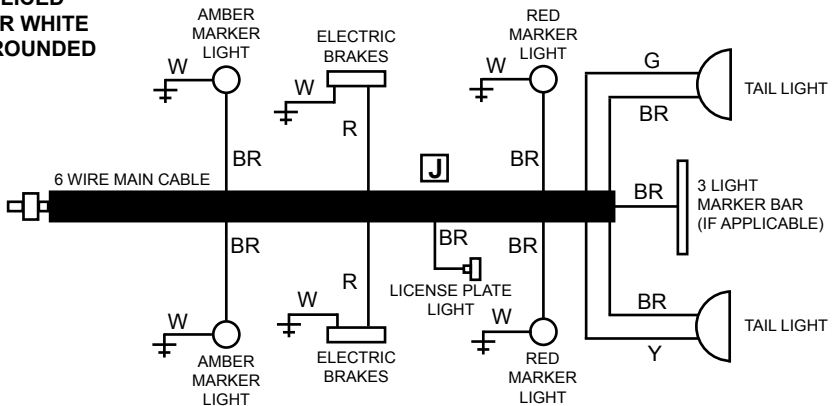 R WHITE
ROUNDED
AMBER
MARKER
LIGHT
ELECTRIC
BRAKES
RED
MARKER
LIGHT
W
W
W
G
TAIL LIGHT
BR
R
BR
J
BR
6 WIRE MAIN CABLE
BR
3 LIGHT
MARKER BAR
(IF APPLICABLE)
BR
BR
BR
R
LICENSE PLATE
LIGHT
W
W
W
BR
TAIL LIGHT
Y
AMBER
MARKER
LIGHT
ELECTRIC
BRAKES
RED
MARKER
LIGHT